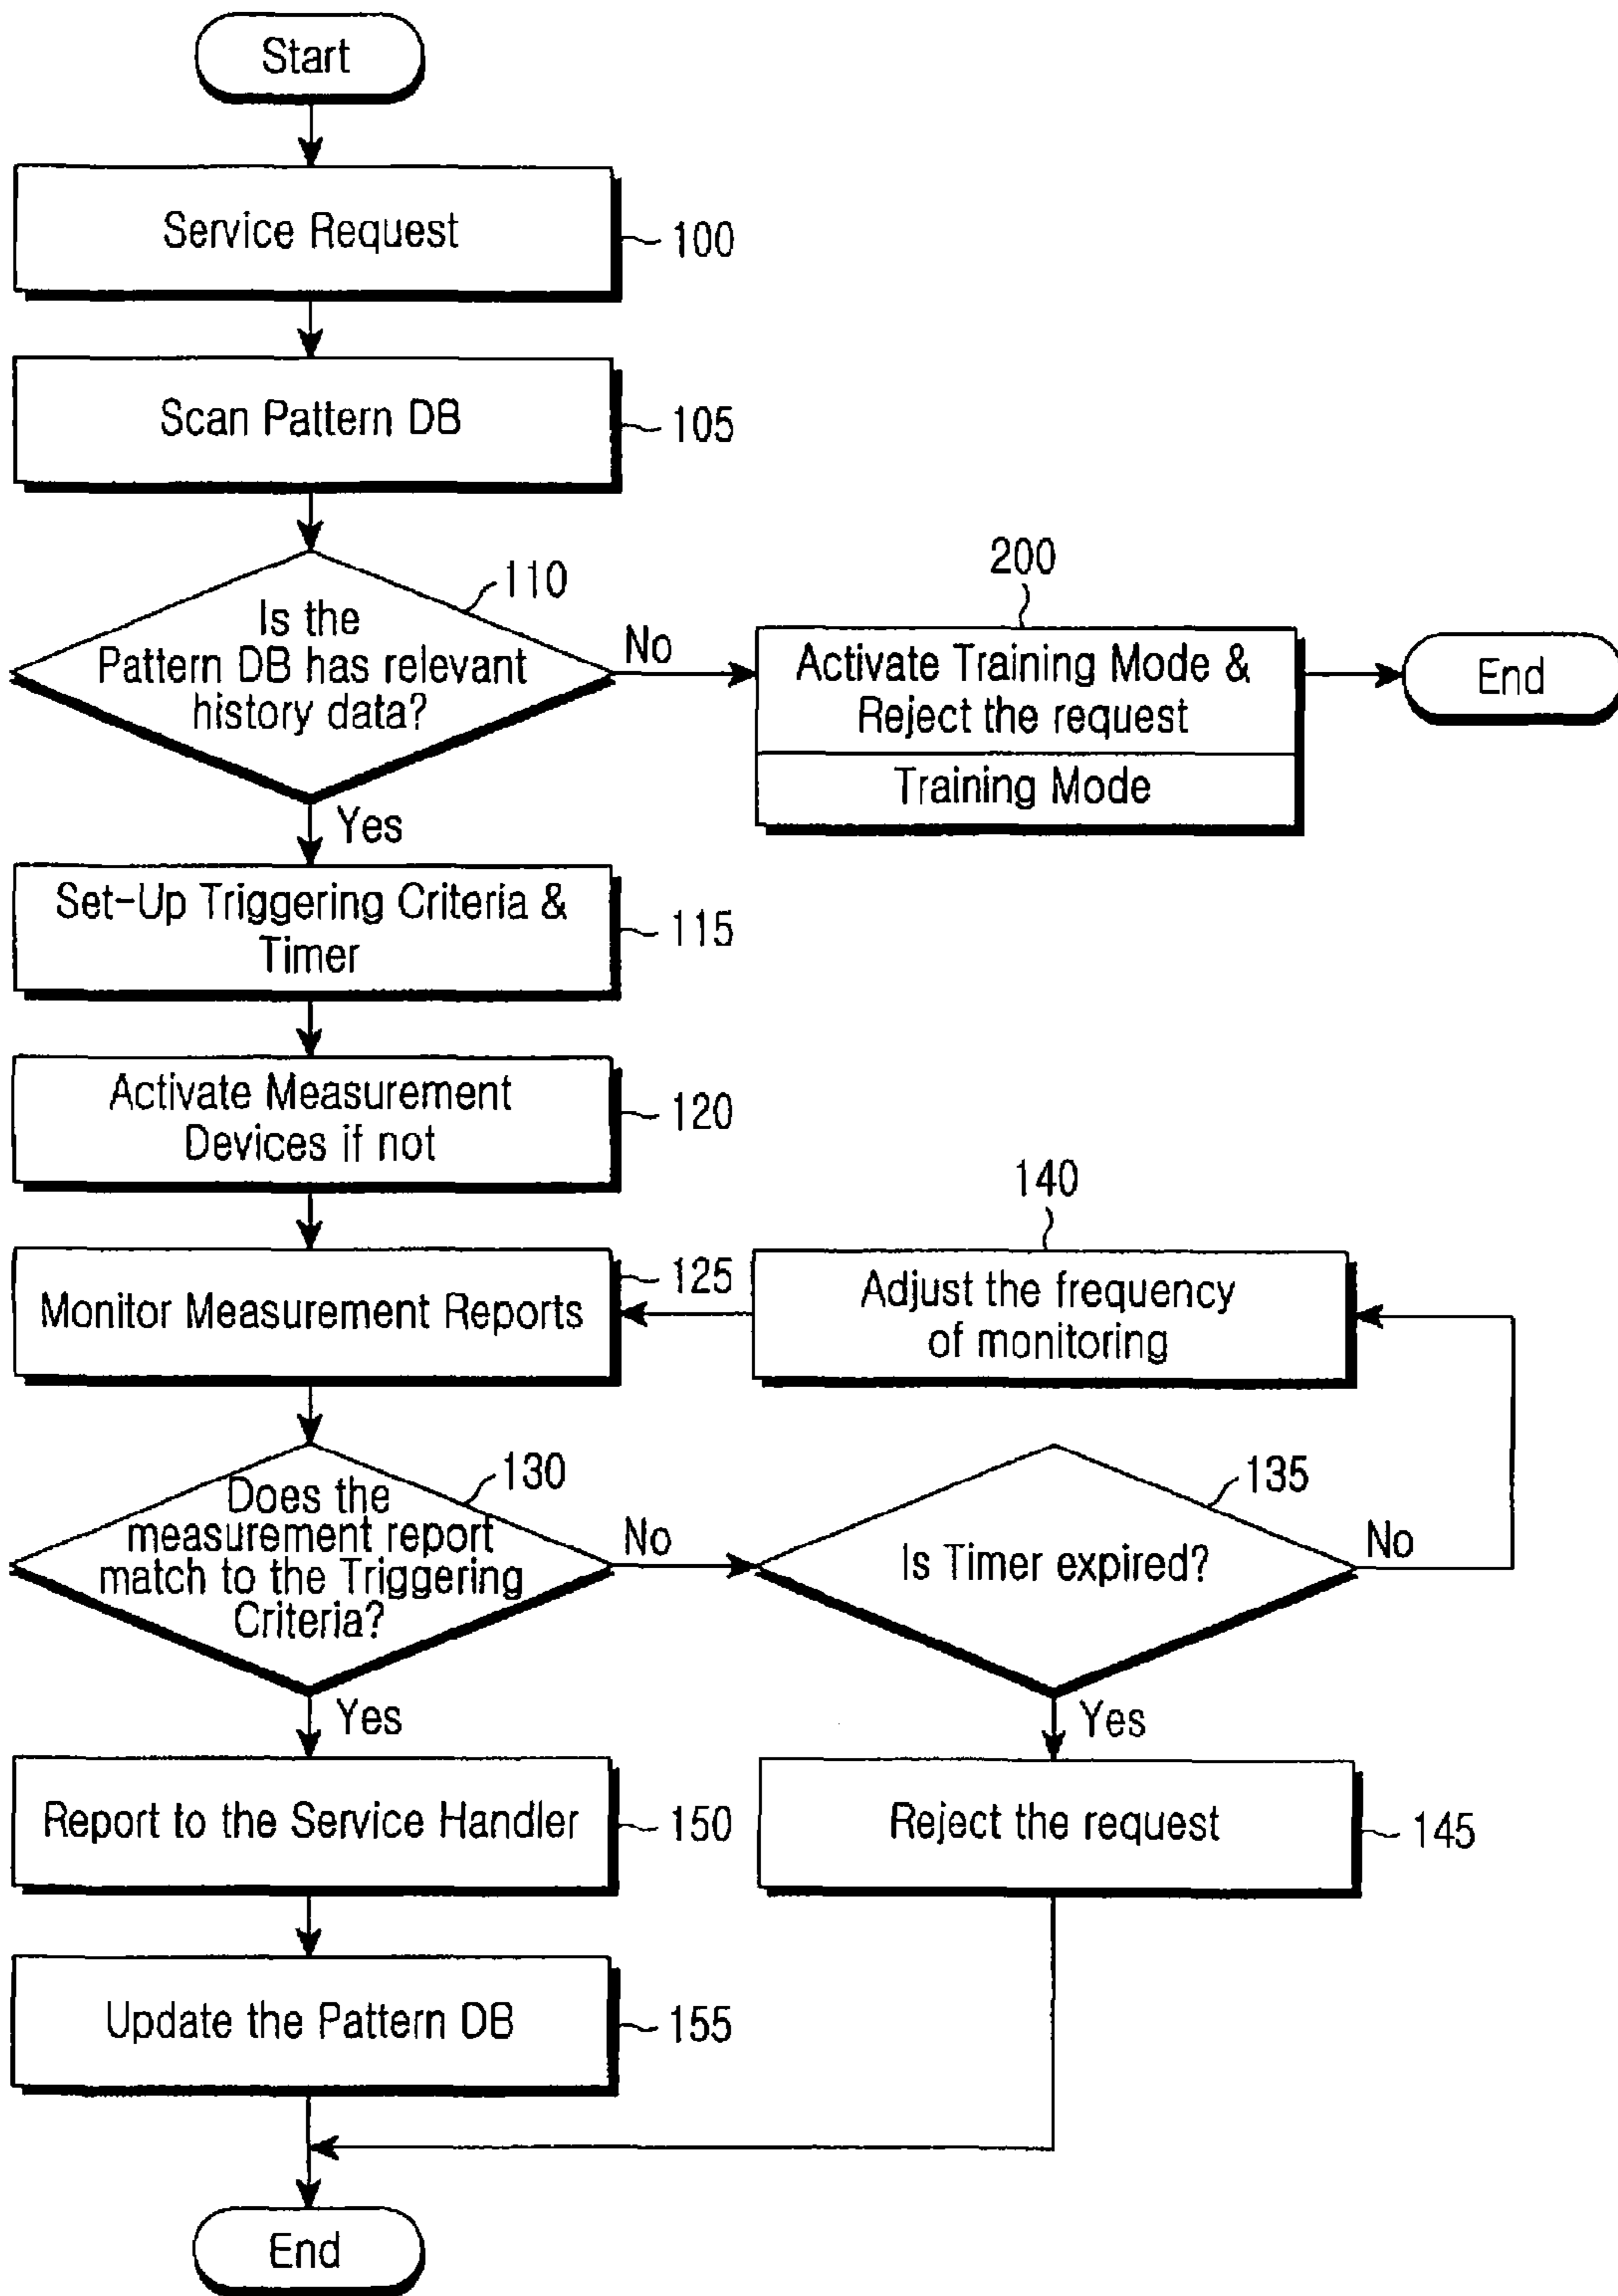 Start
Service Request
100
Scan Pattern DB
105
110
Is the
Pattern DB has relevant
history data?
No
200
Activate Training Mode &
Reject the request
Training Mode
End
Yes
Set-Up Triggering Criteria &
Timer
115
Activate Measurement
Devices if not
120
Monitor Measurement Reports
125
140
Adjust the frequency
of monitoring
130
Does the
measurement report
match to the Triggering
Criteria?
No
135
Is Timer expired?
No
Yes
Report to the Service Handler
150
Yes
Reject the request
145
Update the Pattern DB
155
End